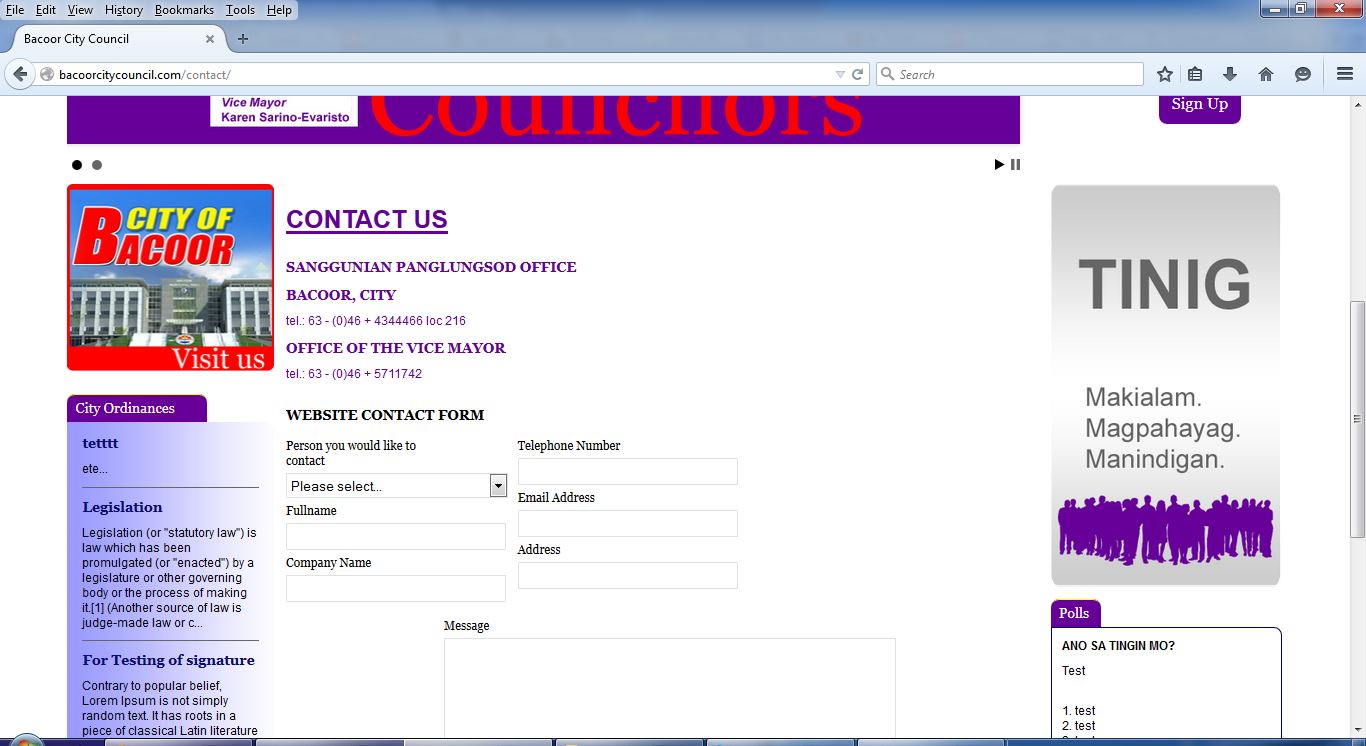 File Edit View History Bookmarks Tools Help
Bacoor City Council
bacoorcitycouncil.com/contact/
Search
Vice Mayor
Karen Sarino-Evaristo
Councilors
Sign Up
CITY OF
BACOOR
Visit us
City Ordinances
tetttt
ete...
Legislation
Legislation (or "statutory law") is
law which has been
promulgated (or "enacted") by a
legislature or other governing
body or the process of making
it.[1] (Another source of law is
judge-made law or c...
For Testing of signature
Contrary to popular belief,
Lorem Ipsum is not simply
random text. It has roots in a
piece of classical Latin literature
CONTACT US
SANGGUNIAN PANGLUNGSOD OFFICE
BACOOR, CITY
tel.: 63 - (0)46 + 4344466 loc 216
OFFICE OF THE VICE MAYOR
tel.: 63 - (0)46 + 5711742
WEBSITE CONTACT FORM
Person you would like to
contact
Please select...
Fullname
Company Name
Telephone Number
Email Address
Address
Message
TINIG
Makialam.
Magpahayag.
Manindigan.
Polls
ANO SA TINGIN MO?
Test
1. test
2. test